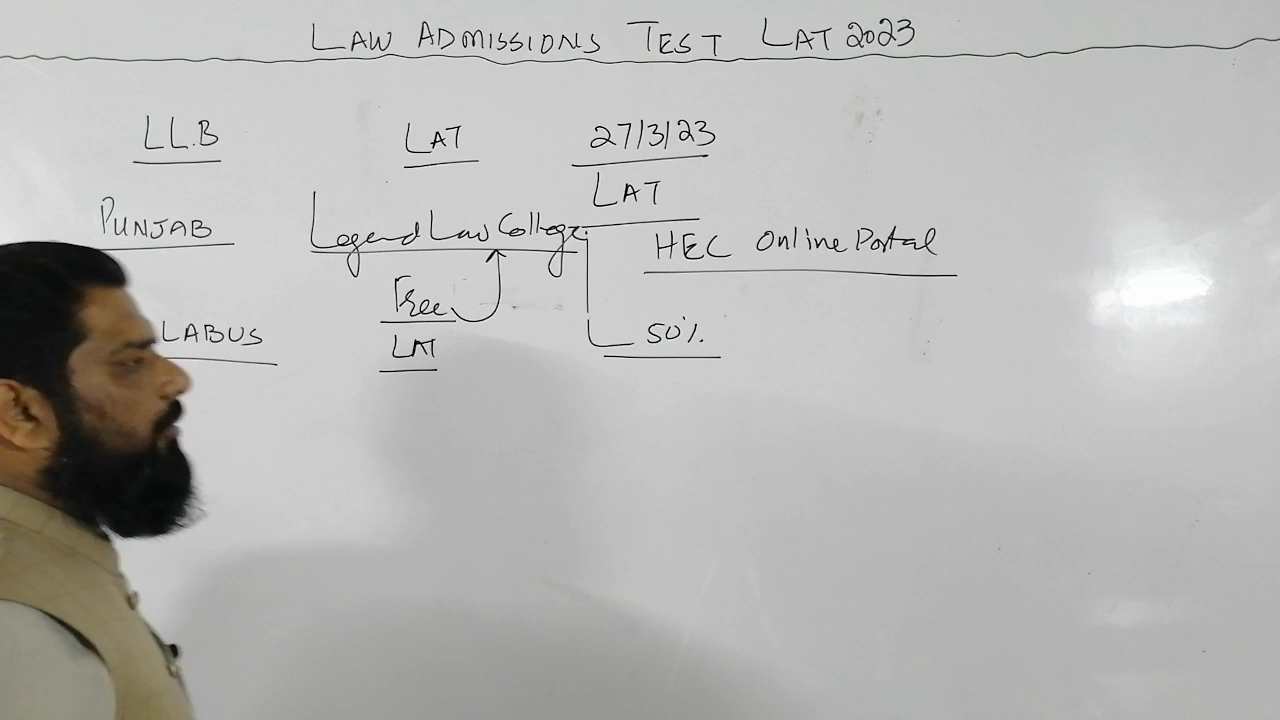 LAW ADMISSIONS TEST LAT 2023
LL.B LAT 27/3/23
LAT
PUNJAB Legend Law College HEC Online Portal
Free
LABUS 50%
LAT